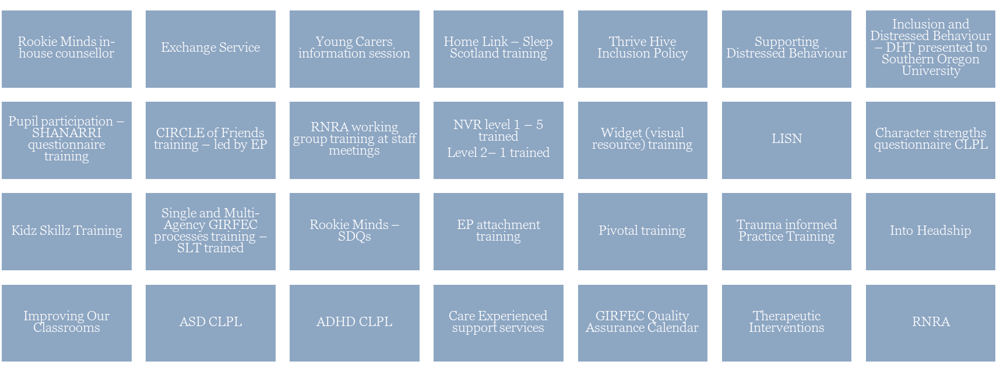 Rookie Minds in-
house counsellor
Exchange Service
Young Carers
information session
Home Link – Sleep
Scotland training
Thrive Hive
Inclusion Policy
Supporting
Distressed Behaviour
Inclusion and
Distressed Behaviour
– DHT presented to
Southern Oregon
University
Pupil participation –
SHANARRI
questionnaire
training
CIRCLE of Friends
training – led by EP
RNRA working
group training at staff
meetings
NVR level 1 – 5
trained
Level 2– 1 trained
Widget (visual
resource) training
LISN
Character strengths
questionnaire CLPL
Kidz Skillz Training
Single and Multi-
Agency GIRFEC
processes training –
SLT trained
Rookie Minds –
SDQs
EP attachment
training
Pivotal training
Trauma informed
Practice Training
Into Headship
Improving Our
Classrooms
ASD CLPL
ADHD CLPL
Care Experienced
support services
GIRFEC Quality
Assurance Calendar
Therapeutic
Interventions
RNRA